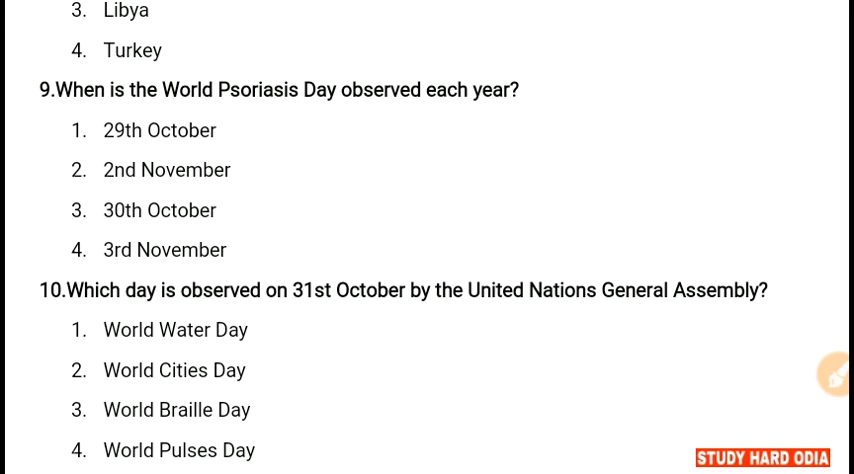 3. Libya
4. Turkey
9.When is the World Psoriasis Day observed each year?
1. 29th October
2. 2nd November
3. 30th October
4. 3rd November
10.Which day is observed on 31st October by the United Nations General Assembly?
1. World Water Day
2. World Cities Day
3. World Braille Day
4. World Pulses Day
STUDY HARD ODIA